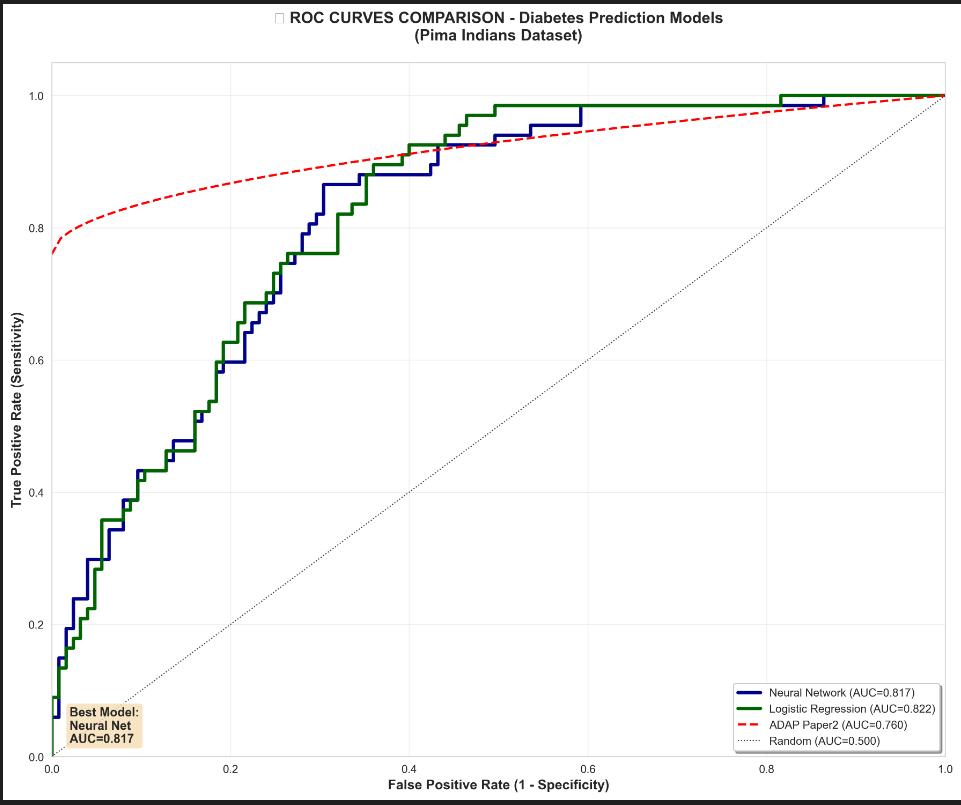 □ ROC CURVES COMPARISON - Diabetes Prediction Models
(Pima Indians Dataset)
True Positive Rate (Sensitivity)
1.0
0.8
0.6
0.4
0.2
0.0
Best Model:
Neural Net
AUC=0.817
Neural Network (AUC=0.817)
Logistic Regression (AUC=0.822)
ADAP Paper2 (AUC=0.760)
Random (AUC=0.500)
0.0 0.2 0.4 0.6 0.8 1.0
False Positive Rate (1 - Specificity)